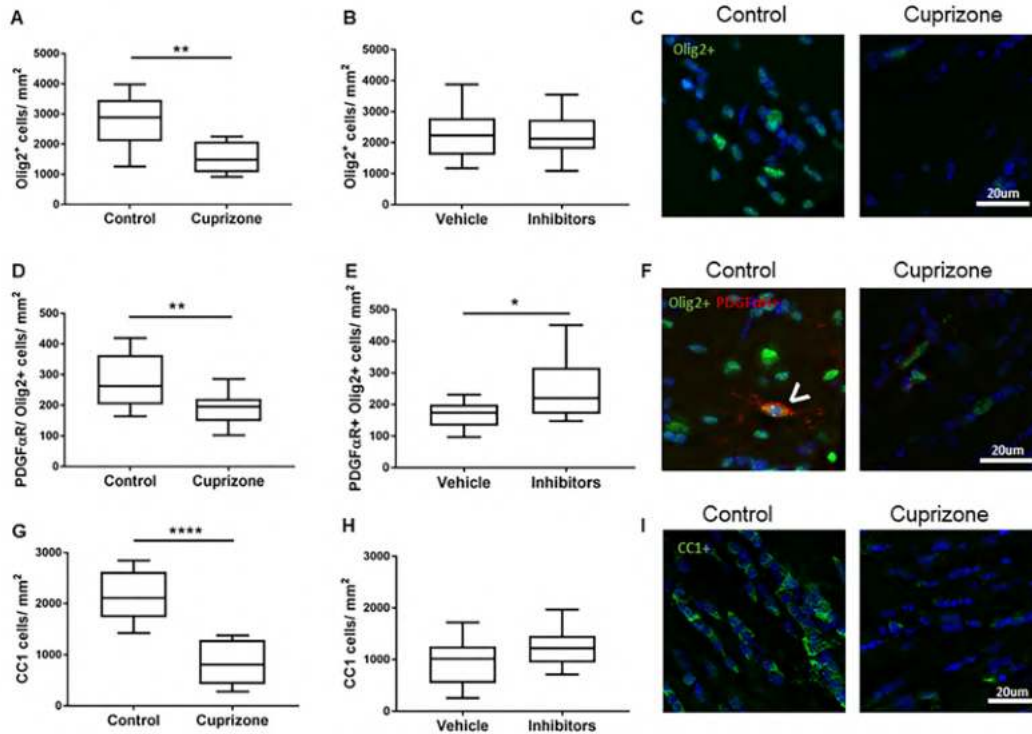 A
B
C
Control
Cuprizone
**
5000
4000
3000
2000
1000
0
Olig2+ cells/ mm²
Control
Cuprizone
5000
4000
3000
2000
1000
0
Olig2+ cells/ mm²
Vehicle
Inhibitors
Olig2+
20um
D
E
F
Control
Cuprizone
**
500
400
300
200
100
0
PDGFαR/ Olig2+ cells/ mm²
Control
Cuprizone
*
500
400
300
200
100
0
PDGFαR+ Olig2+ cells/ mm²
Vehicle
Inhibitors
Olig2+
20um
G
H
I
Control
Cuprizone
****
3000
2000
1000
0
CC1 cells/ mm²
Control
Cuprizone
3000
2000
1000
0
CC1 cells/ mm²
Vehicle
Inhibitors
CC1+
20um